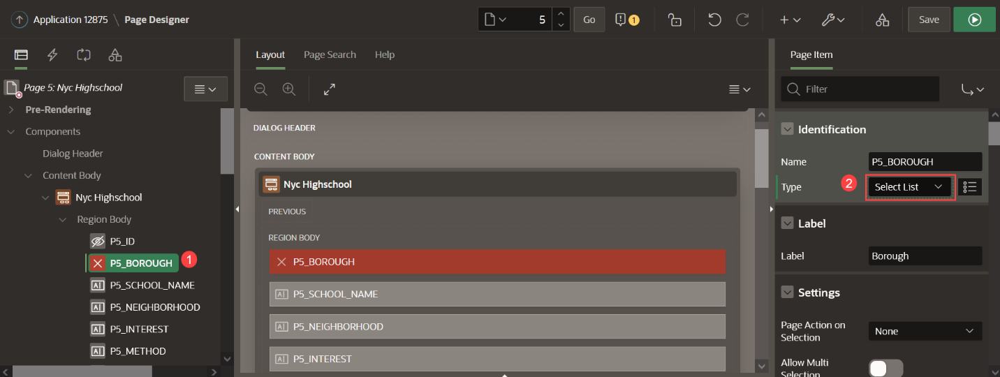 Application 12875 \ Page Designer
5
Go
1
Save
Layout
Page Search
Help
Page Item
Page 5: Nyc Highschool
Filter
Pre-Rendering
Components
Dialog Header
Content Body
Nyc Highschool
Region Body
P5_ID
P5_BOROUGH
1
P5_SCHOOL_NAME
P5_NEIGHBORHOOD
P5_INTEREST
P5_METHOD
DIALOG HEADER
CONTENT BODY
Nyc Highschool
PREVIOUS
REGION BODY
P5_BOROUGH
A| P5_SCHOOL_NAME
A| P5_NEIGHBORHOOD
A| P5_INTEREST
Identification
Name
P5_BOROUGH
Type
2
Select List
Label
Label
Borough
Settings
Page Action on
Selection
None
Allow Multi
Selection